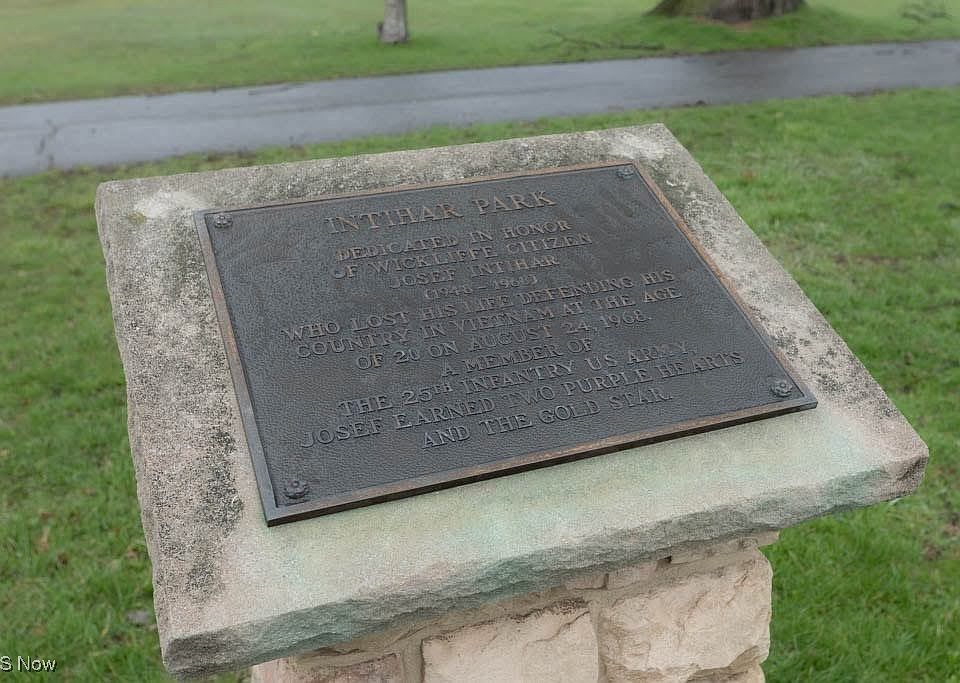 INTIHAR PARK
DEDICATED IN HONOR
OF WICKLIFFE CITIZEN
JOSEF INTIHAR
(1948 - 1968)
WHO LOST HIS LIFE DEFENDING HIS
COUNTRY IN VIETNAM AT THE AGE
OF 20 ON AUGUST 24, 1968.
A MEMBER OF
THE 25TH INFANTRY US ARMY,
JOSEF EARNED TWO PURPLE HEARTS
AND THE GOLD STAR.
S Now